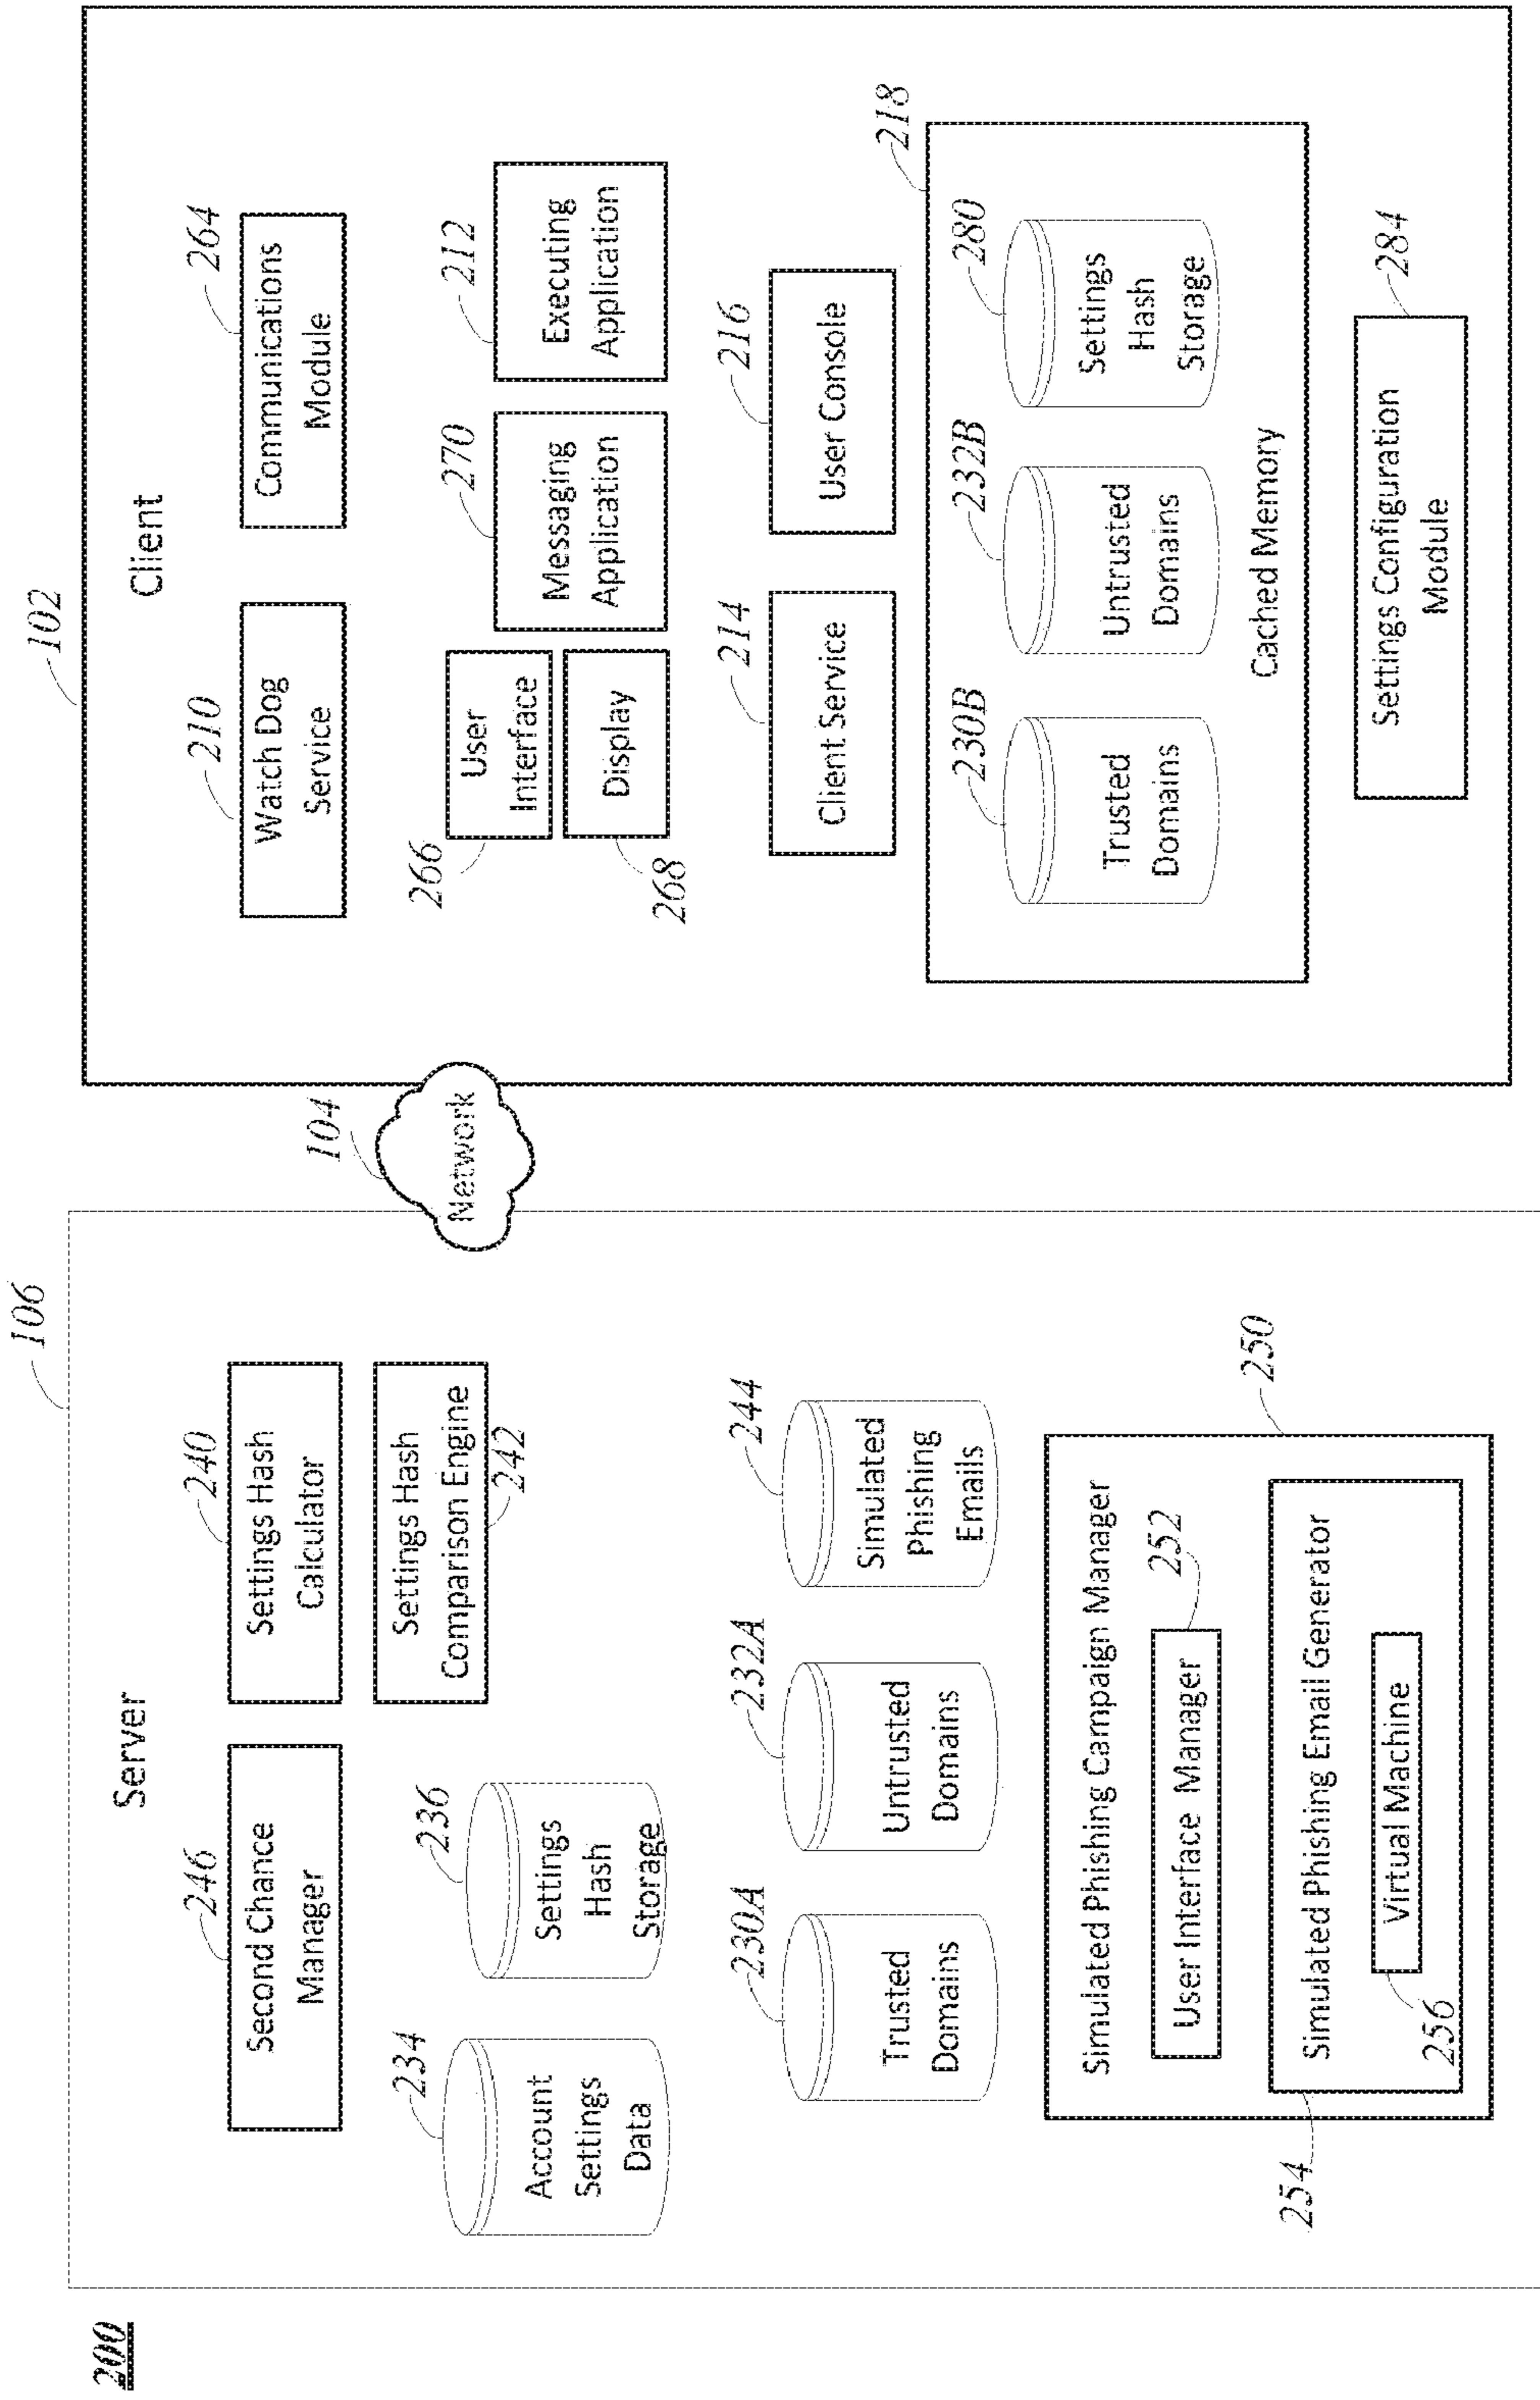 200
106
Server
246
Second Chance
Manager
240
Settings Hash
Calculator
Settings Hash
Comparison Engine
242
234
Account
Settings
Data
236
Settings
Hash
Storage
230A
Trusted
Domains
232A
Untrusted
Domains
244
Simulated
Phishing
Emails
250
Simulated Phishing Campaign Manager
252
User Interface Manager
254
Simulated Phishing Email Generator
Virtual Machine
256
104
Network
102
Client
210
Watch Dog
Service
264
Communications
Module
266
User
Interface
Display
268
270
Messaging
Application
212
Executing
Application
214
Client Service
216
User Console
218
230B
Trusted
Domains
232B
Untrusted
Domains
280
Settings
Hash
Storage
Cached Memory
284
Settings Configuration
Module